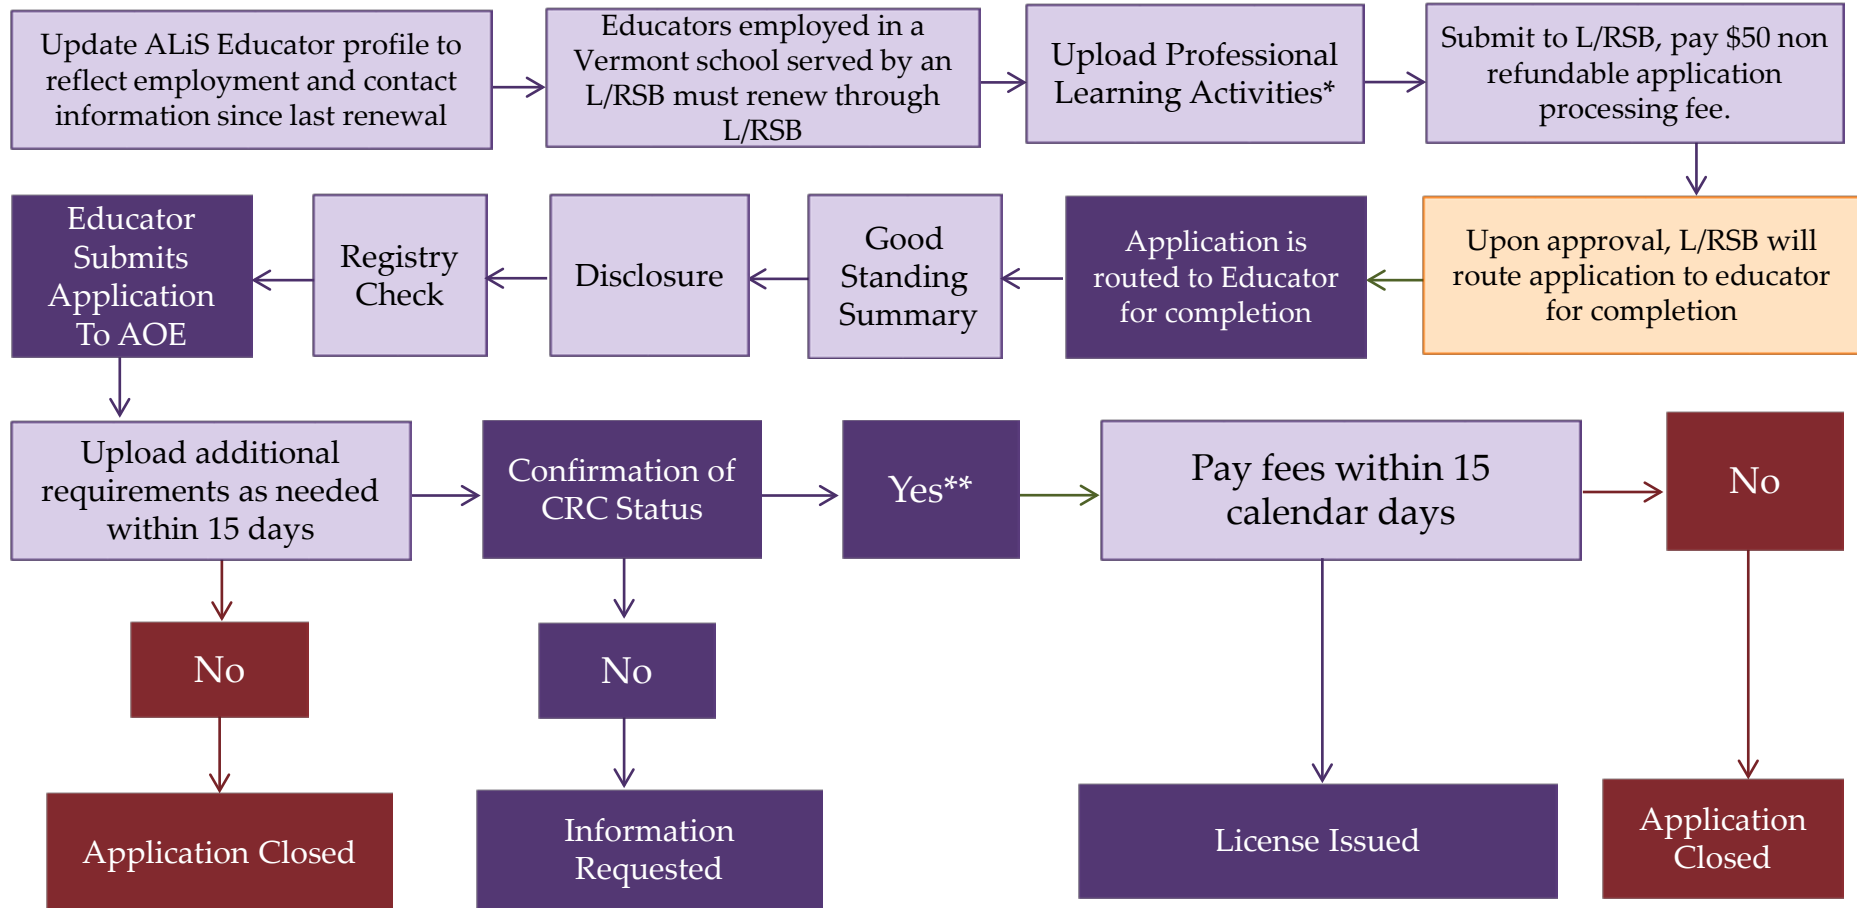 Update ALiS Educator profile to
reflect employment and contact
information since last renewal
Educators employed in a
Vermont school served by an
L/RSB must renew through
L/RSB
Upload Professional
Learning Activities*
Submit to L/RSB, pay $50 non
refundable application
processing fee.
Upon approval, L/RSB will
route application to educator
for completion
Application is
routed to Educator
for completion
Good
Standing
Summary
Disclosure
Registry
Check
Educator
Submits
Application
To AOE
Upload additional
requirements as needed
within 15 days
Confirmation of
CRC Status
Yes**
Pay fees within 15
calendar days
No
No
No
Application Closed
Information
Requested
License Issued
Application
Closed